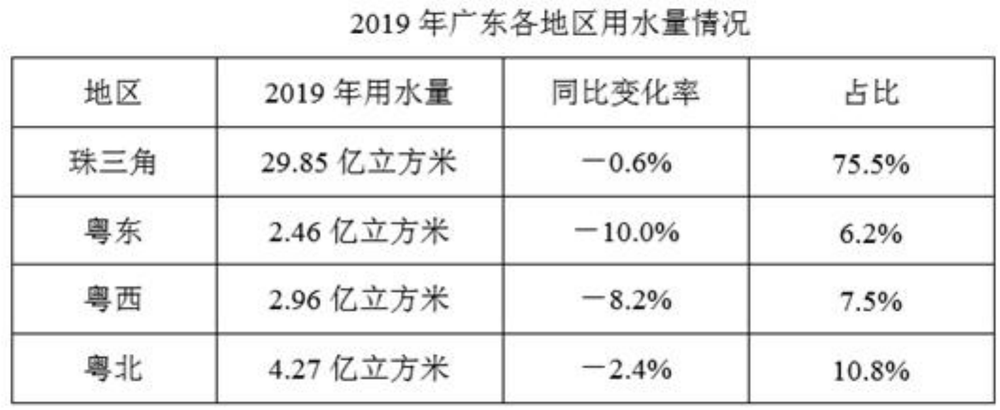 2019 年广东各地区用水量情况
地区 2019 年用水量 同比变化率 占比
珠三角 29.85 亿立方米 －0.6% 75.5%
粤东 2.46 亿立方米 －10.0% 6.2%
粤西 2.96 亿立方米 －8.2% 7.5%
粤北 4.27 亿立方米 －2.4% 10.8%